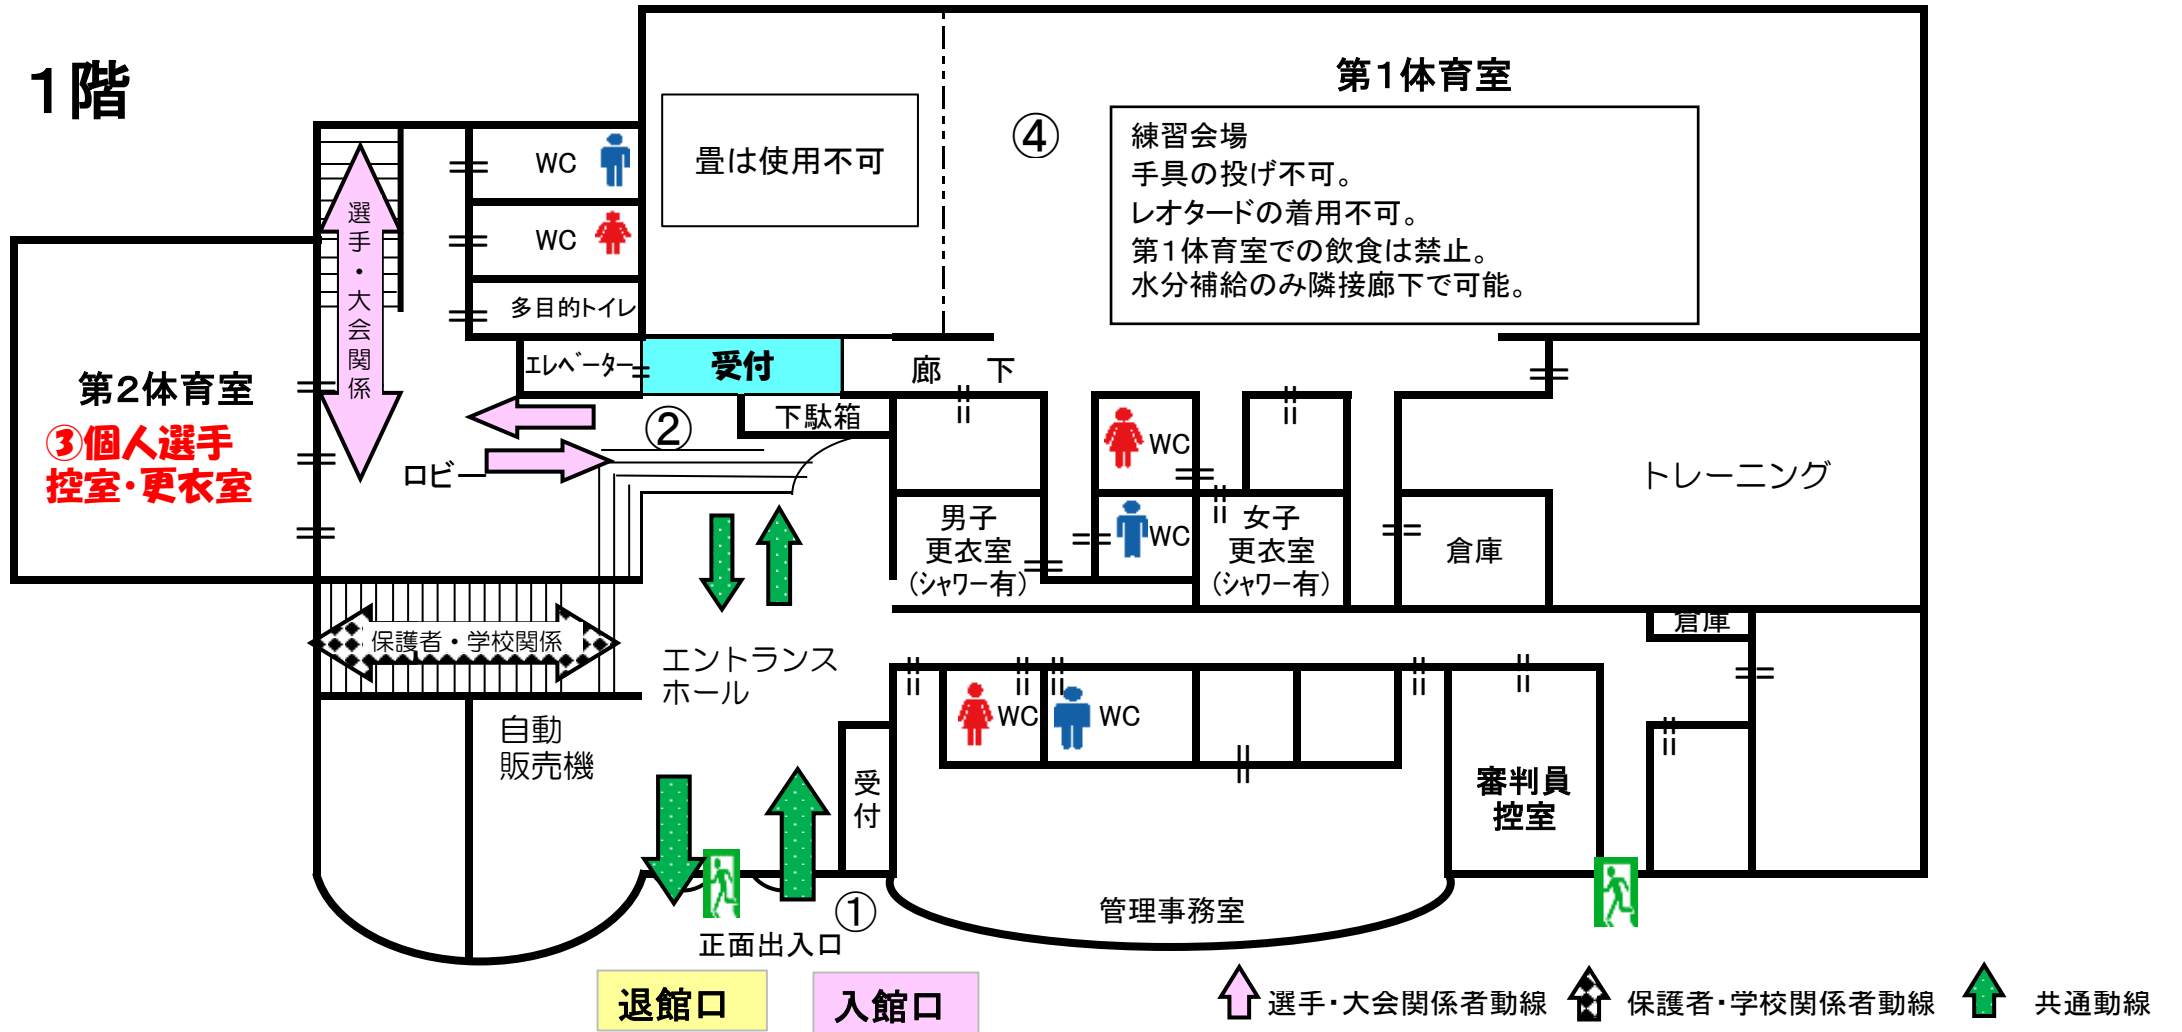 1階
第1体育室
④
練習会場
手具の投げ不可。
レオタードの着用不可。
第1体育室での飲食は禁止。
水分補給のみ隣接廊下で可能。
畳は使用不可
WC
WC
多目的トイレ
選手・大会関係
エレベーター
受付
廊 下
下駄箱
②
ロビー
第2体育室
③個人選手
控室・更衣室
WC
WC
男子
更衣室
(シャワー有)
女子
更衣室
(シャワー有)
倉庫
トレーニング
倉庫
保護者・学校関係
エントランス
ホール
自動
販売機
受付
WC
WC
審判員
控室
管理事務室
①
正面出入口
退館口
入館口
選手・大会関係者動線
保護者・学校関係者動線
共通動線